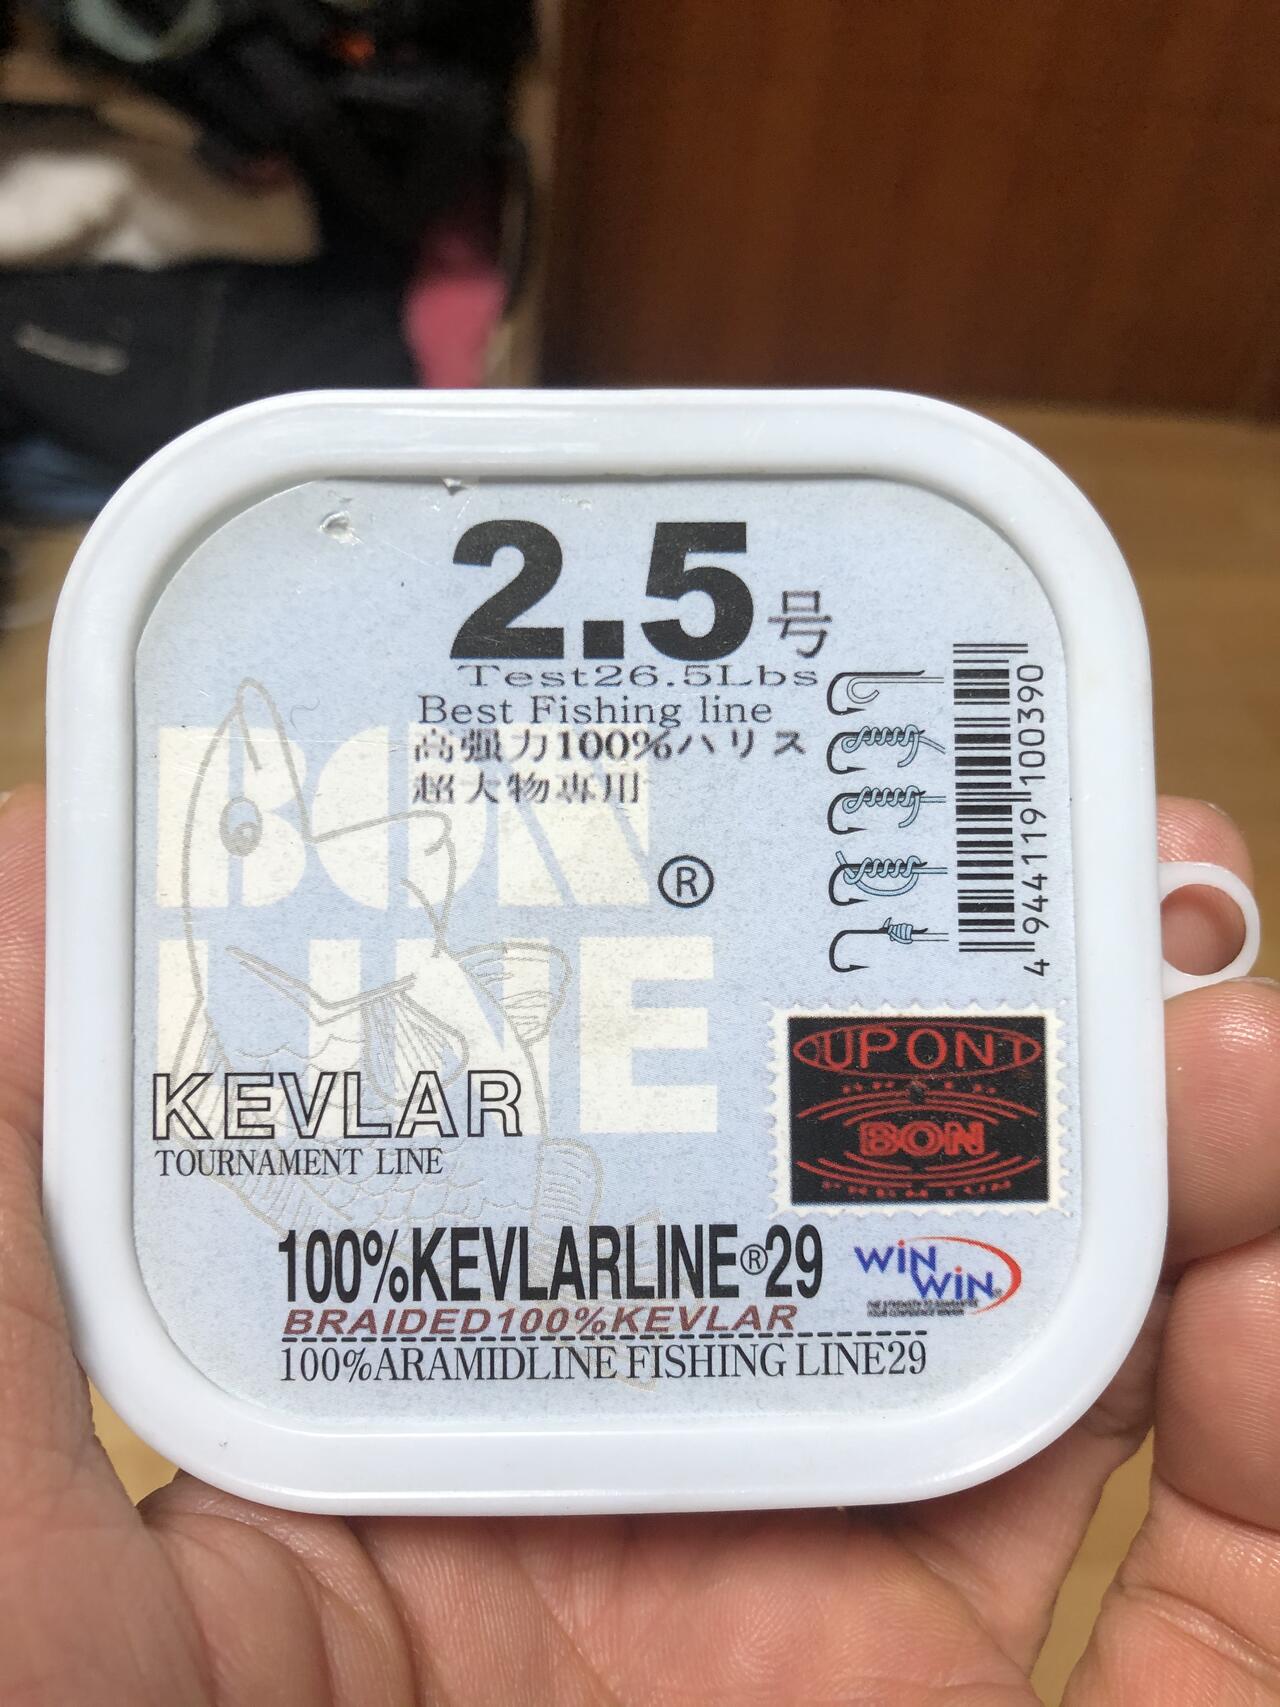 2.5号
Test26.5Lbs
Best Fishing line
高强力100%ハリス
超大物専用
BON
®
LINE
KEVLAR
TOURNAMENT LINE
4 944119 100390
DUPONT
BON
100%KEVLARLINE®29
BRAIDED100%KEVLAR
100%ARAMIDLINE FISHING LINE29
WIN
WIN